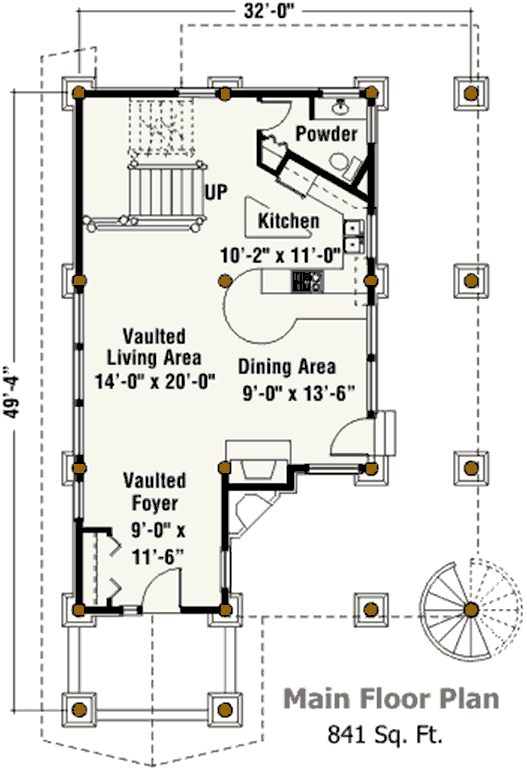 32'-0"
Powder
UP
Kitchen
10'-2" x 11'-0"
Vaulted
Living Area
14'-0" x 20'-0"
Dining Area
9'-0" x 13'-6"
49'-4"
Vaulted
Foyer
9'-0" x
11'-6"
Main Floor Plan
841 Sq. Ft.